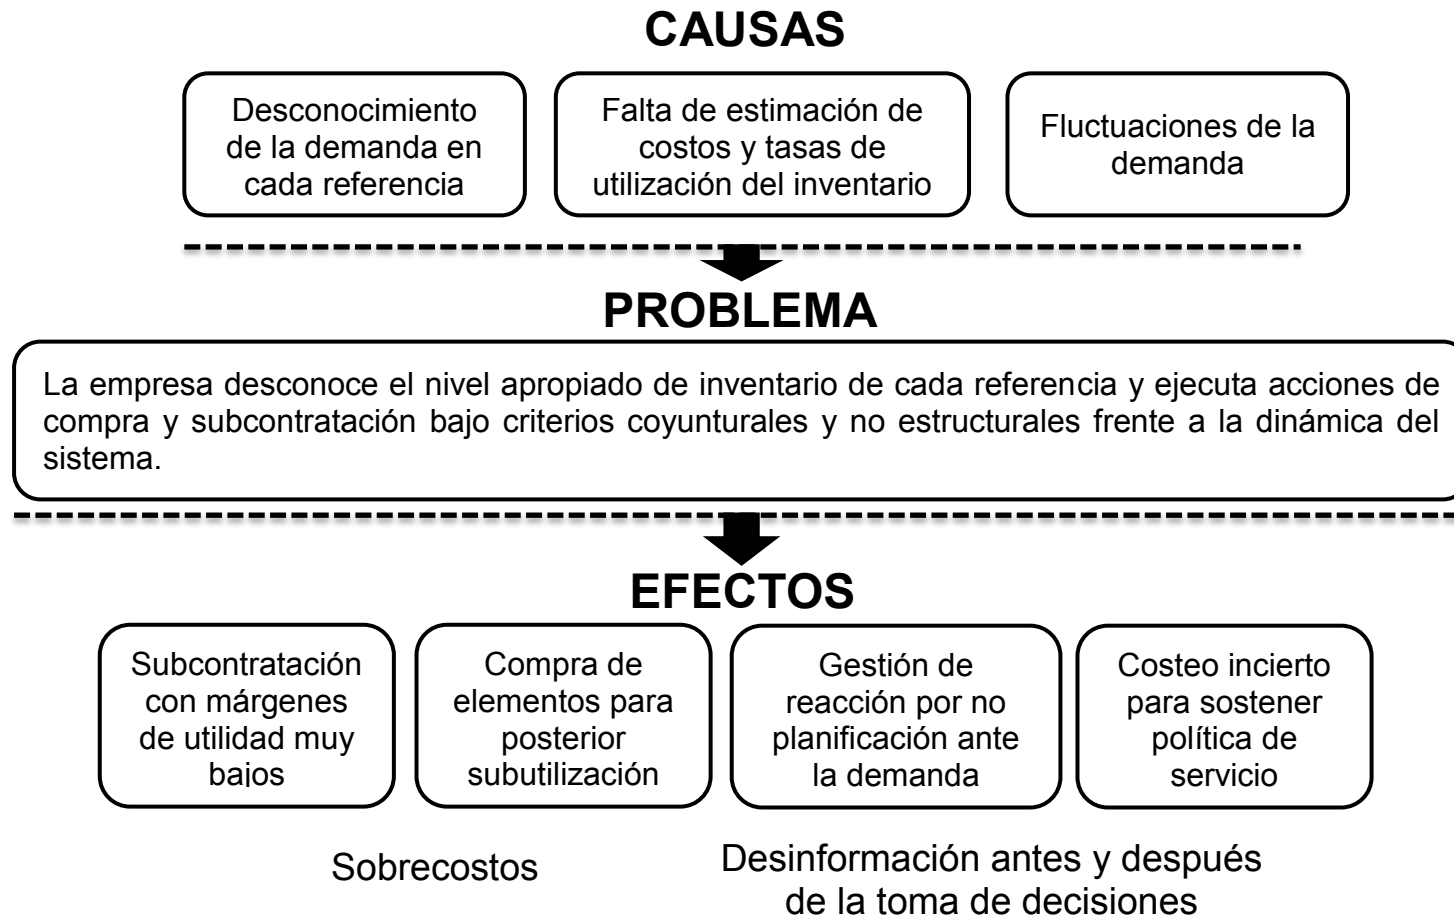 CAUSAS
Desconocimiento
de la demanda en
cada referencia
Falta de estimación de
costos y tasas de
utilización del inventario
Fluctuaciones de la
demanda
PROBLEMA
La empresa desconoce el nivel apropiado de inventario de cada referencia y ejecuta acciones de
compra y subcontratación bajo criterios coyunturales y no estructurales frente a la dinámica del
sistema.
EFECTOS
Subcontratación
con márgenes
de utilidad muy
bajos
Compra de
elementos para
posterior
subutilización
Gestión de
reacción por no
planificación ante
la demanda
Costeo incierto
para sostener
política de
servicio
Sobrecostos
Desinformación antes y después
de la toma de decisiones